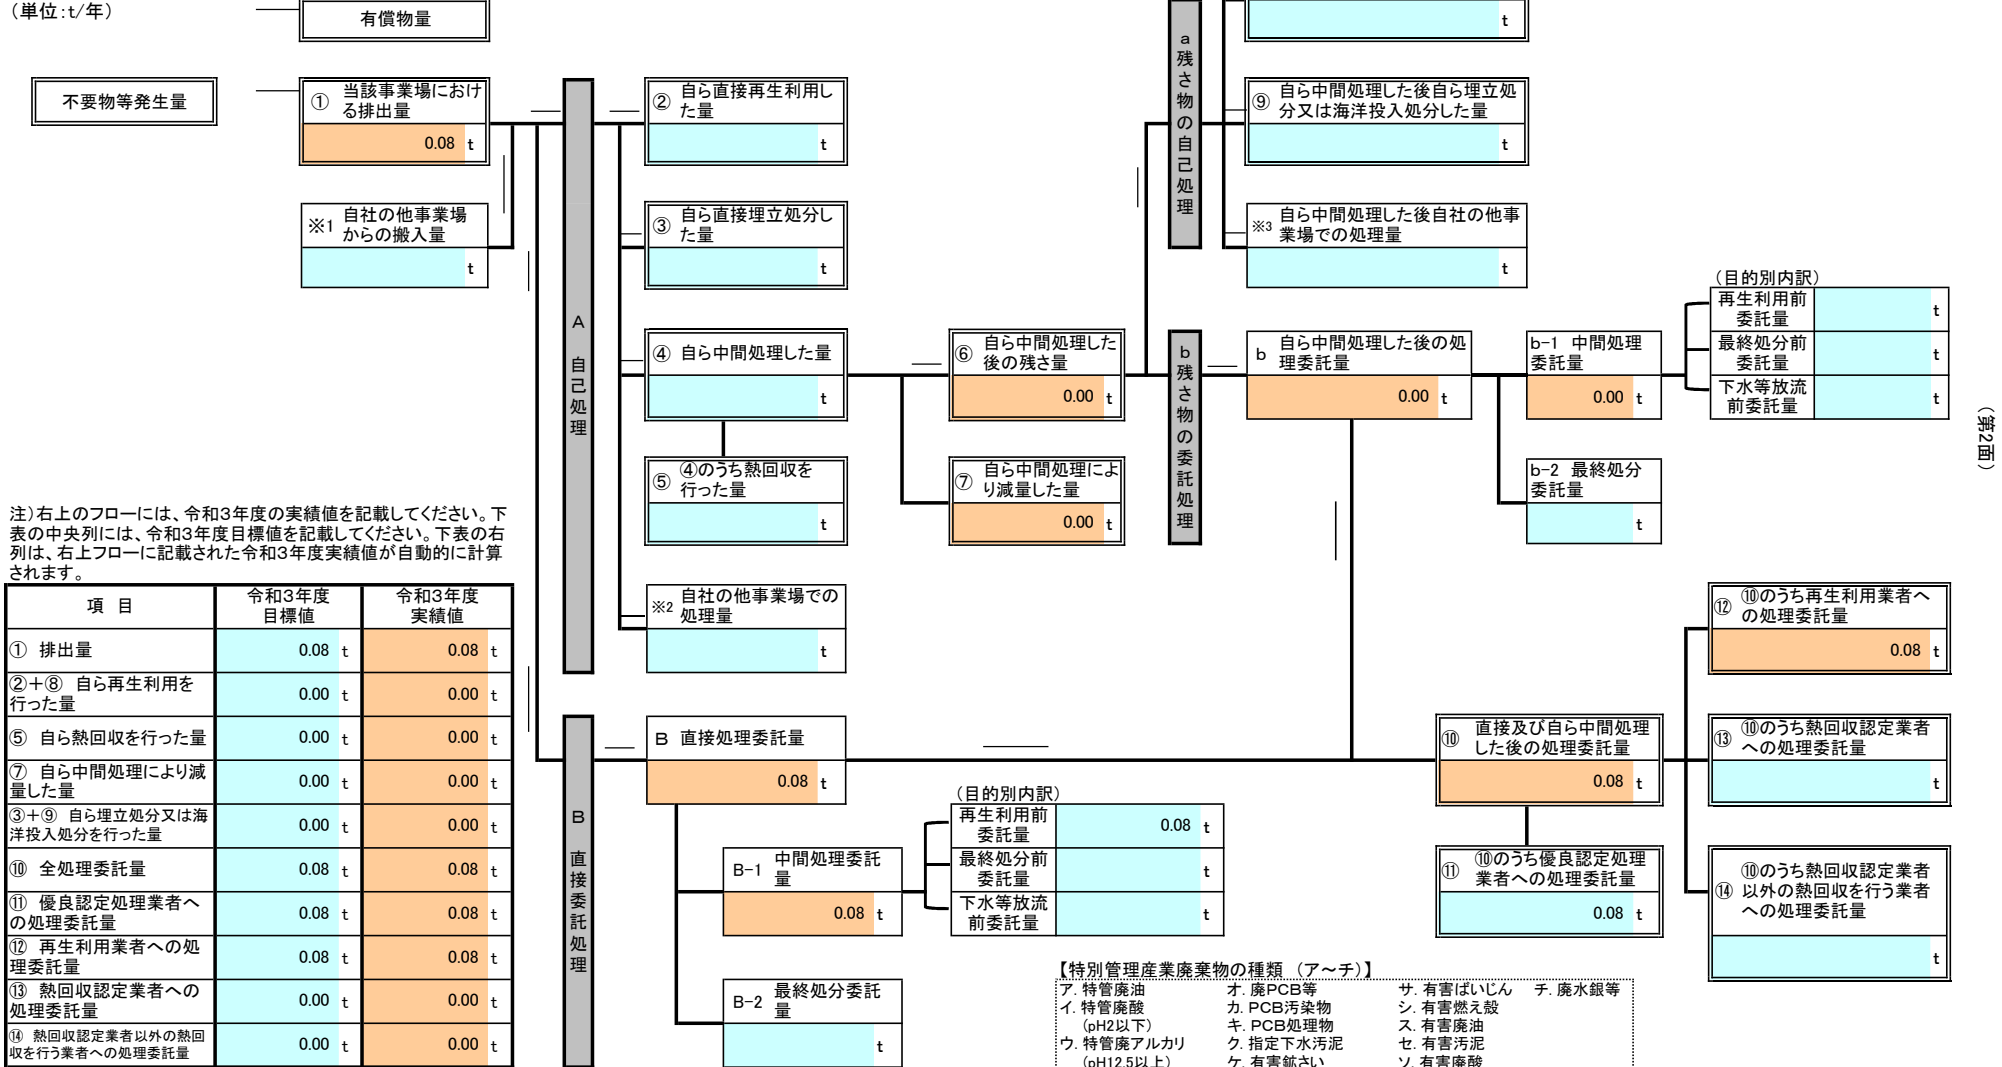 （単位：t/年）
有償物量
t
不要物等発生量
① 当該事業場におけ
る排出量
0.08 t
※1 自社の他事業場
からの搬入量
t
A 自己処理
② 自ら直接再生利用し
た量
t
③ 自ら直接埋立処分し
た量
t
④ 自ら中間処理した量
t
⑤ ④のうち熱回収を
行った量
t
※2 自社の他事業場での
処理量
t
⑥ 自ら中間処理した
後の残さ量
0.00 t
⑦ 自ら中間処理によ
り減量した量
0.00 t
a 残さ物の自己処理
⑨ 自ら中間処理した後自ら埋立処
分又は海洋投入処分した量
t
※3 自ら中間処理した後自社の他事
業場での処理量
t
b 残さ物の委託処理
b 自ら中間処理した後の処
理委託量
0.00 t
b-1 中間処理
委託量
0.00 t
b-2 最終処分
委託量
t
（目的別内訳）
再生利用前
委託量
t
最終処分前
委託量
t
下水等放流
前委託量
t
（第2面）
注）右上のフローには、令和3年度の実績値を記載してください。下
表の中央列には、令和3年度目標値を記載してください。下表の右
列は、右上フローに記載された令和3年度実績値が自動的に計算
されます。
項 目 令和3年度 目標値 令和3年度 実績値
① 排出量 0.08 t 0.08 t
②＋⑧ 自ら再生利用を
行った量 0.00 t 0.00 t
⑤ 自ら熱回収を行った量 0.00 t 0.00 t
⑦ 自ら中間処理により減
量した量 0.00 t 0.00 t
③＋⑨ 自ら埋立処分又は海
洋投入処分を行った量 0.00 t 0.00 t
⑩ 全処理委託量 0.08 t 0.08 t
⑪ 優良認定処理業者へ
の処理委託量 0.08 t 0.08 t
⑫ 再生利用業者への処
理委託量 0.08 t 0.08 t
⑬ 熱回収認定業者への
処理委託量 0.00 t 0.00 t
⑭ 熱回収認定業者以外の熱回
収を行う業者への処理委託量 0.00 t 0.00 t
B 直接委託処理
B 直接処理委託量
0.08 t
B-1 中間処理委託
量
0.08 t
B-2 最終処分委託
量
t
（目的別内訳）
再生利用前
委託量
0.08 t
最終処分前
委託量
t
下水等放流
前委託量
t
⑩ 直接及び自ら中間処理
した後の処理委託量
0.08 t
⑪ ⑩のうち優良認定処理
業者への処理委託量
0.08 t
⑫ ⑩のうち再生利用業者へ
の処理委託量
0.08 t
⑬ ⑩のうち熱回収認定業者
への処理委託量
t
⑭ ⑩のうち熱回収認定業者
以外の熱回収を行う業者
への処理委託量
t
【特別管理産業廃棄物の種類 （ア～チ）】
ア．特管廃油 オ．廃PCB等 サ．有害ばいじん チ．廃水銀等
イ．特管廃酸 カ．PCB汚染物 シ．有害燃え殻
（pH2以下） キ．PCB処理物 ス．有害廃油
ウ．特管廃アルカリ ク．指定下水汚泥 セ．有害汚泥
（pH12.5以上） ケ．有害鉱さい ソ．有害廃酸